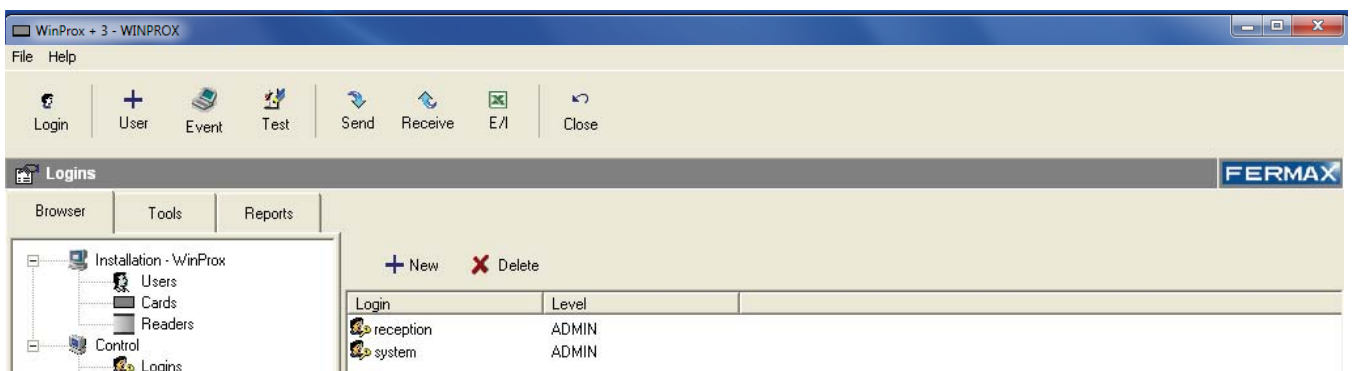 WinProx + 3 - WINPROX
File Help
Login User Event Test Send Receive E/I Close
Logins FERMAX
Browser Tools Reports
Installation - WinProx
New Delete
Users
Cards
Login Level
Readers
reception ADMIN
Control
system ADMIN
Logins